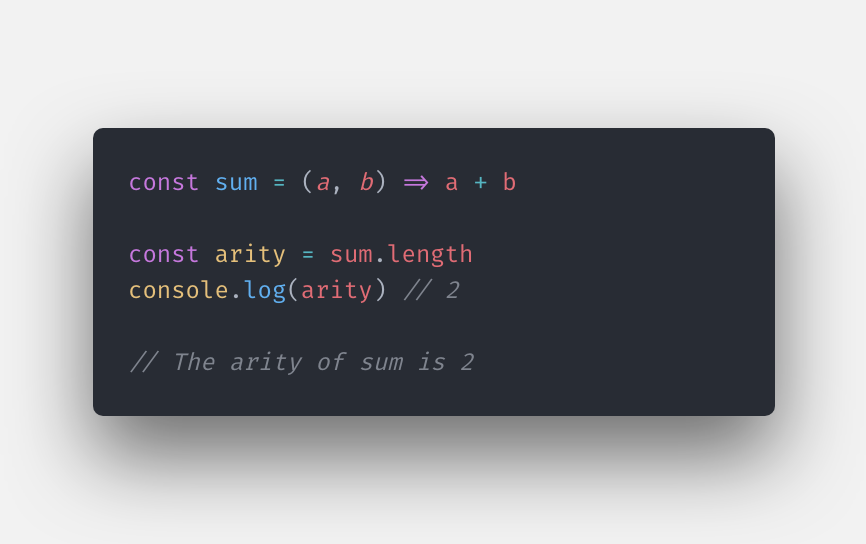 const sum = (a, b) => a + b
const arity = sum.length
console.log(arity) // 2
// The arity of sum is 2